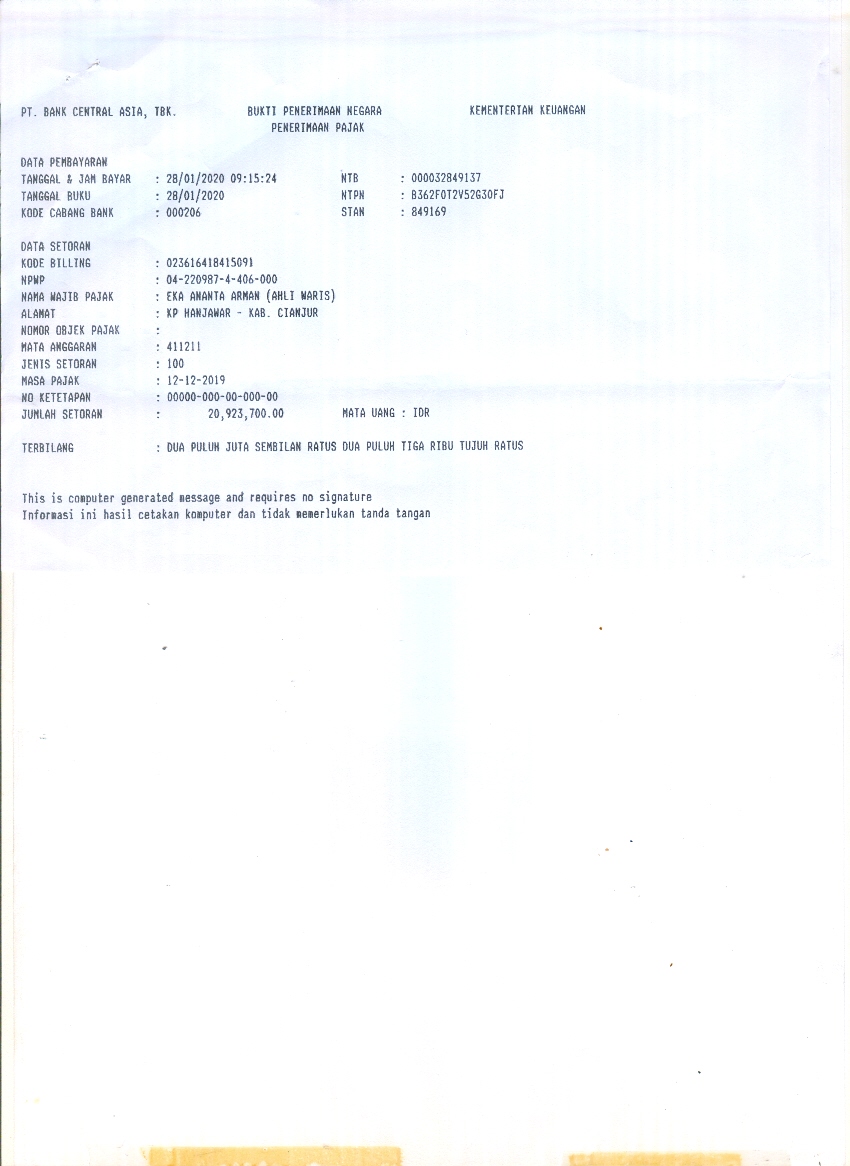 PT. BANK CENTRAL ASIA, TBK. BUKTI PENERIMAAN NEGARA KEMENTERIAN KEUANGAN
PENERIMAAN PAJAK
DATA PEMBAYARAN
TANGGAL & JAM BAYAR : 28/01/2020 09:15:24 NTB : 000032849137
TANGGAL BUKU : 28/01/2020 NTPN : B362F0T2V52G3OFJ
KODE CABANG BANK : 000206 STAN : 849169
DATA SETORAN
KODE BILLING : 023616418415091
NPWP : 04-220987-4-406-000
NAMA WAJIB PAJAK : EKA ANANTA ARMAN (AHLI WARIS)
ALAMAT : KP HANJAWAR - KAB. CIANJUR
NOMOR OBJEK PAJAK :
MATA ANGGARAN : 411211
JENIS SETORAN : 100
MASA PAJAK : 12-12-2019
NO KETETAPAN : 00000-000-00-000-00
JUMLAH SETORAN : 20,923,700.00 MATA UANG : IDR
TERBILANG : DUA PULUH JUTA SEMBILAN RATUS DUA PULUH TIGA RIBU TUJUH RATUS
This is computer generated message and requires no signature
Informasi ini hasil cetakan komputer dan tidak memerlukan tanda tangan